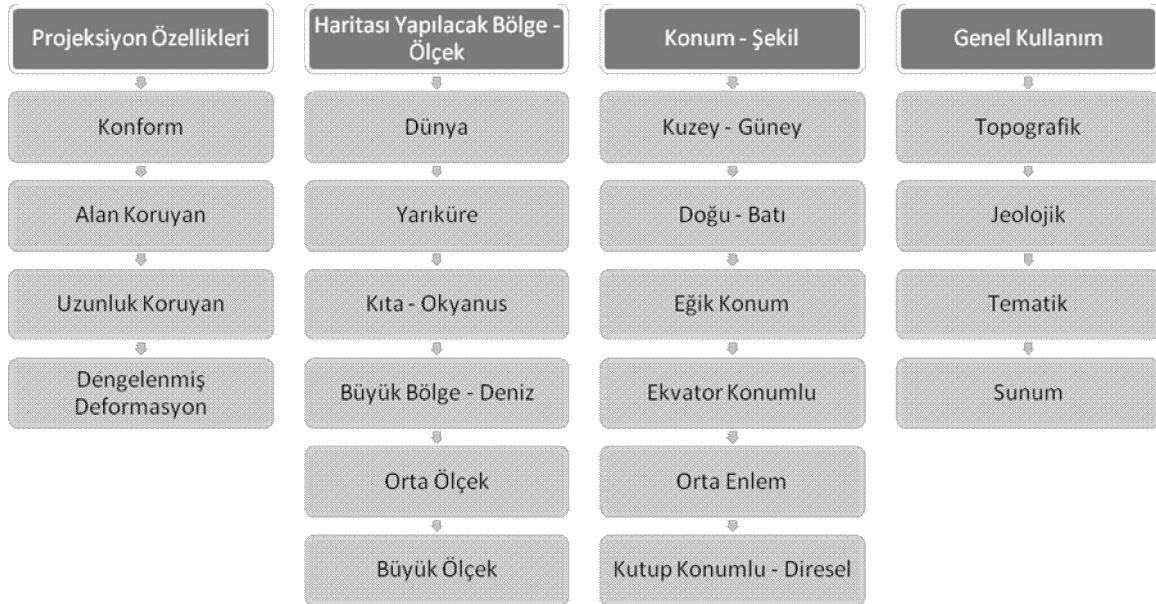 Projeksiyon Özellikleri
Konform
Alan Koruyan
Uzunluk Koruyan
Dengelenmiş
Deformasyon
Haritası Yapılacak Bölge -
Ölçek
Dünya
Yarıküre
Kıta - Okyanus
Büyük Bölge - Deniz
Orta Ölçek
Büyük Ölçek
Konum - Şekil
Kuzey - Güney
Doğu - Batı
Eğik Konum
Ekvator Konumlu
Orta Enlem
Kutup Konumlu - Diresel
Genel Kullanım
Topografik
Jeolojik
Tematik
Sunum